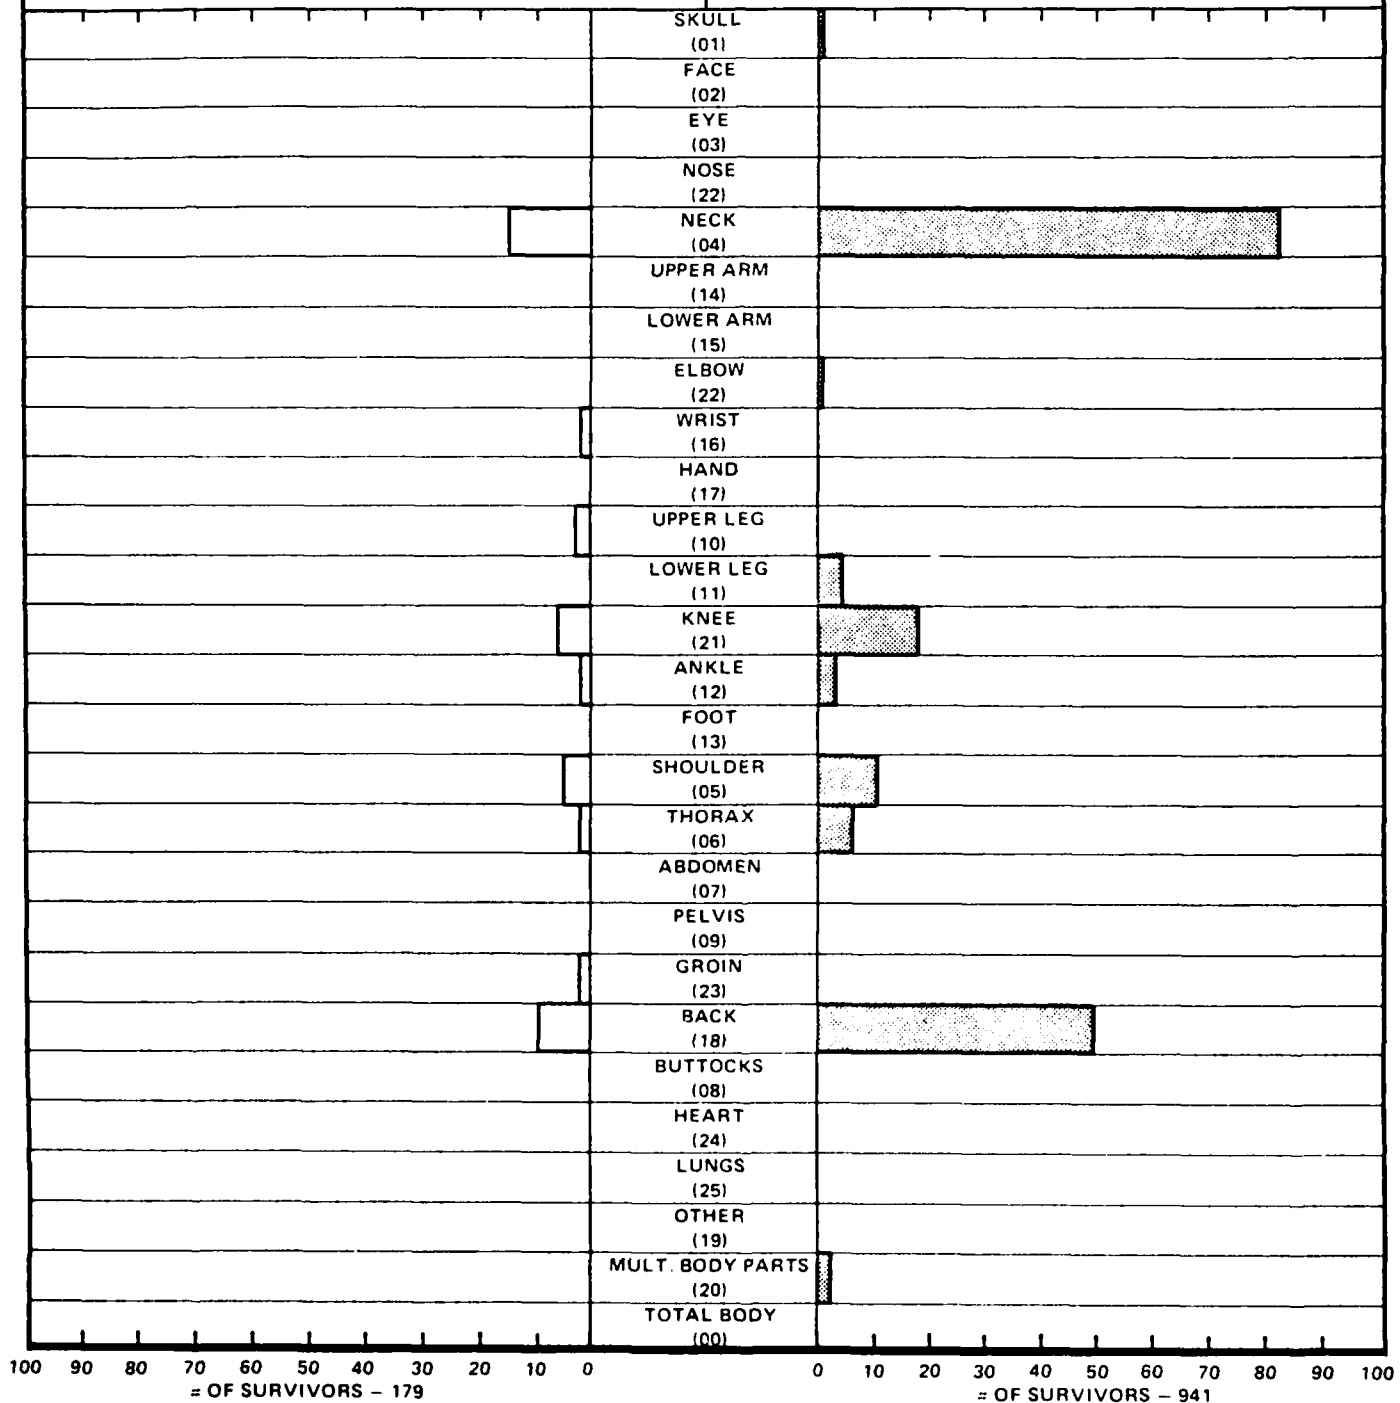 SKULL
(01)
FACE
(02)
EYE
(03)
NOSE
(22)
NECK
(04)
UPPER ARM
(14)
LOWER ARM
(15)
ELBOW
(22)
WRIST
(16)
HAND
(17)
UPPER LEG
(10)
LOWER LEG
(11)
KNEE
(21)
ANKLE
(12)
FOOT
(13)
SHOULDER
(05)
THORAX
(06)
ABDOMEN
(07)
PELVIS
(09)
GROIN
(23)
BACK
(18)
BUTTOCKS
(08)
HEART
(24)
LUNGS
(25)
OTHER
(19)
MULT. BODY PARTS
(20)
TOTAL BODY
(00)
100 90 80 70 60 50 40 30 20 10 0 0 10 20 30 40 50 60 70 80 90 100
= OF SURVIVORS – 179 = OF SURVIVORS – 941